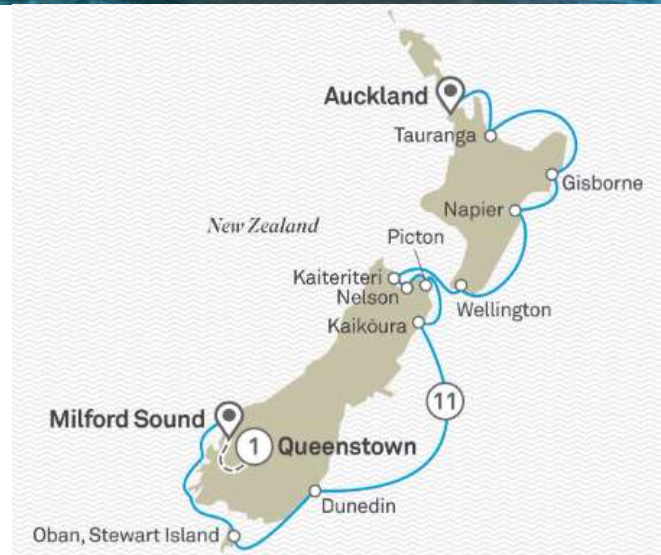 Auckland
Tauranga
Gisborne
Napier
New Zealand
Picton
Kaiteriteri
Nelson
Wellington
Kaikōura
11
Milford Sound
1 Queenstown
Dunedin
Oban, Stewart Island